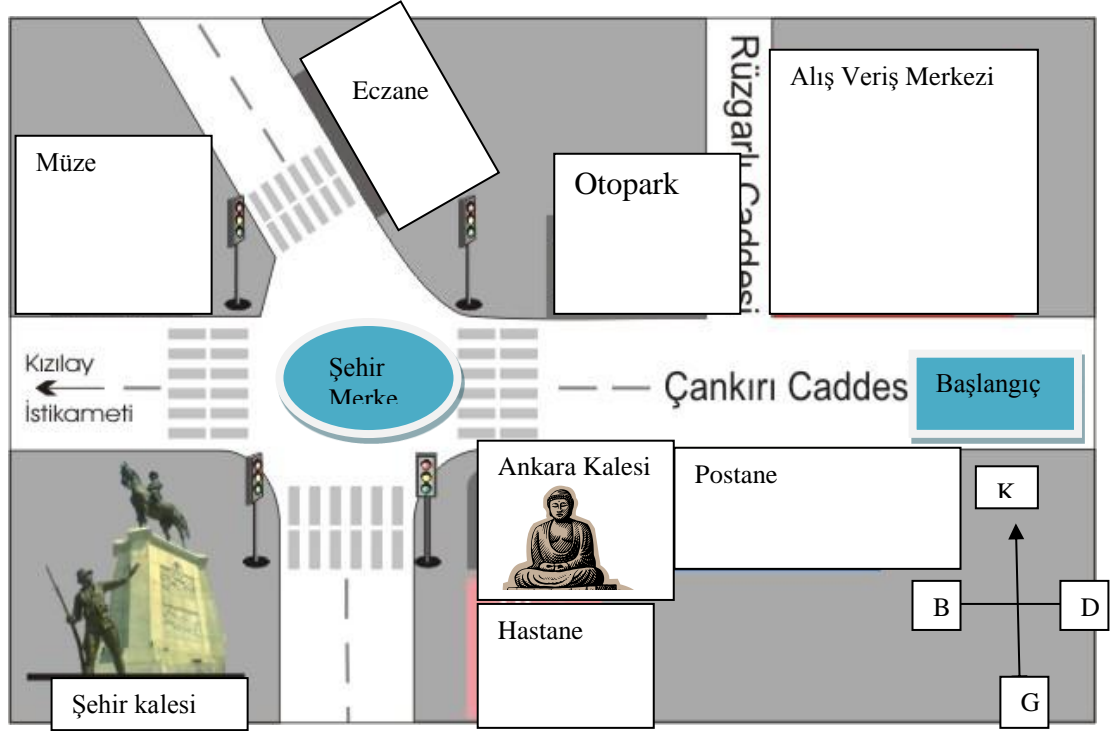 Eczane
Rüzgarlı Caddesi
Alış Veriş Merkezi
Müze
Otopark
Kızılay
İstikameti
Şehir
Merke
Çankırı Caddes
Başlangıç
Ankara Kalesi
Postane
K
B
D
Hastane
Şehir kalesi
G